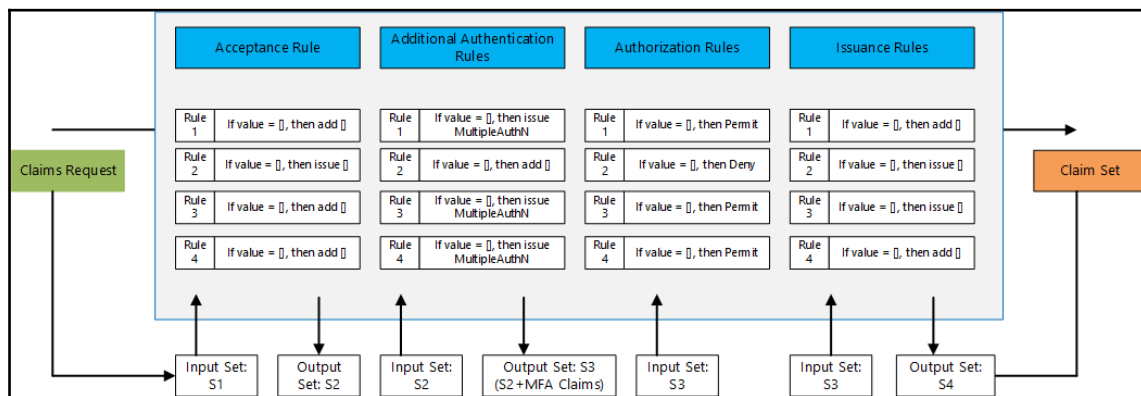 Acceptance Rule
Additional Authentication
Rules
Authorization Rules
Issuance Rules
Rule
1
If value = [], then add []
Rule
1
If value = [], then issue
MultipleAuthN
Rule
1
If value = [], then Permit
Rule
1
If value = [], then add []
Claims Request
Rule
2
If value = [], then issue []
Rule
2
If value = [], then add []
Rule
2
If value = [], then Deny
Rule
2
If value = [], then issue []
Claim Set
Rule
3
If value = [], then add []
Rule
3
If value = [], then issue
MultipleAuthN
Rule
3
If value = [], then Permit
Rule
3
If value = [], then issue []
Rule
4
If value = [], then add []
Rule
4
If value = [], then issue
MultipleAuthN
Rule
4
If value = [], then Permit
Rule
4
If value = [], then add []
Input Set:
S1
Output
Set: S2
Input Set:
S2
Output Set: S3
(S2+MFA Claims)
Input Set:
S3
Input Set:
S3
Output Set:
S4